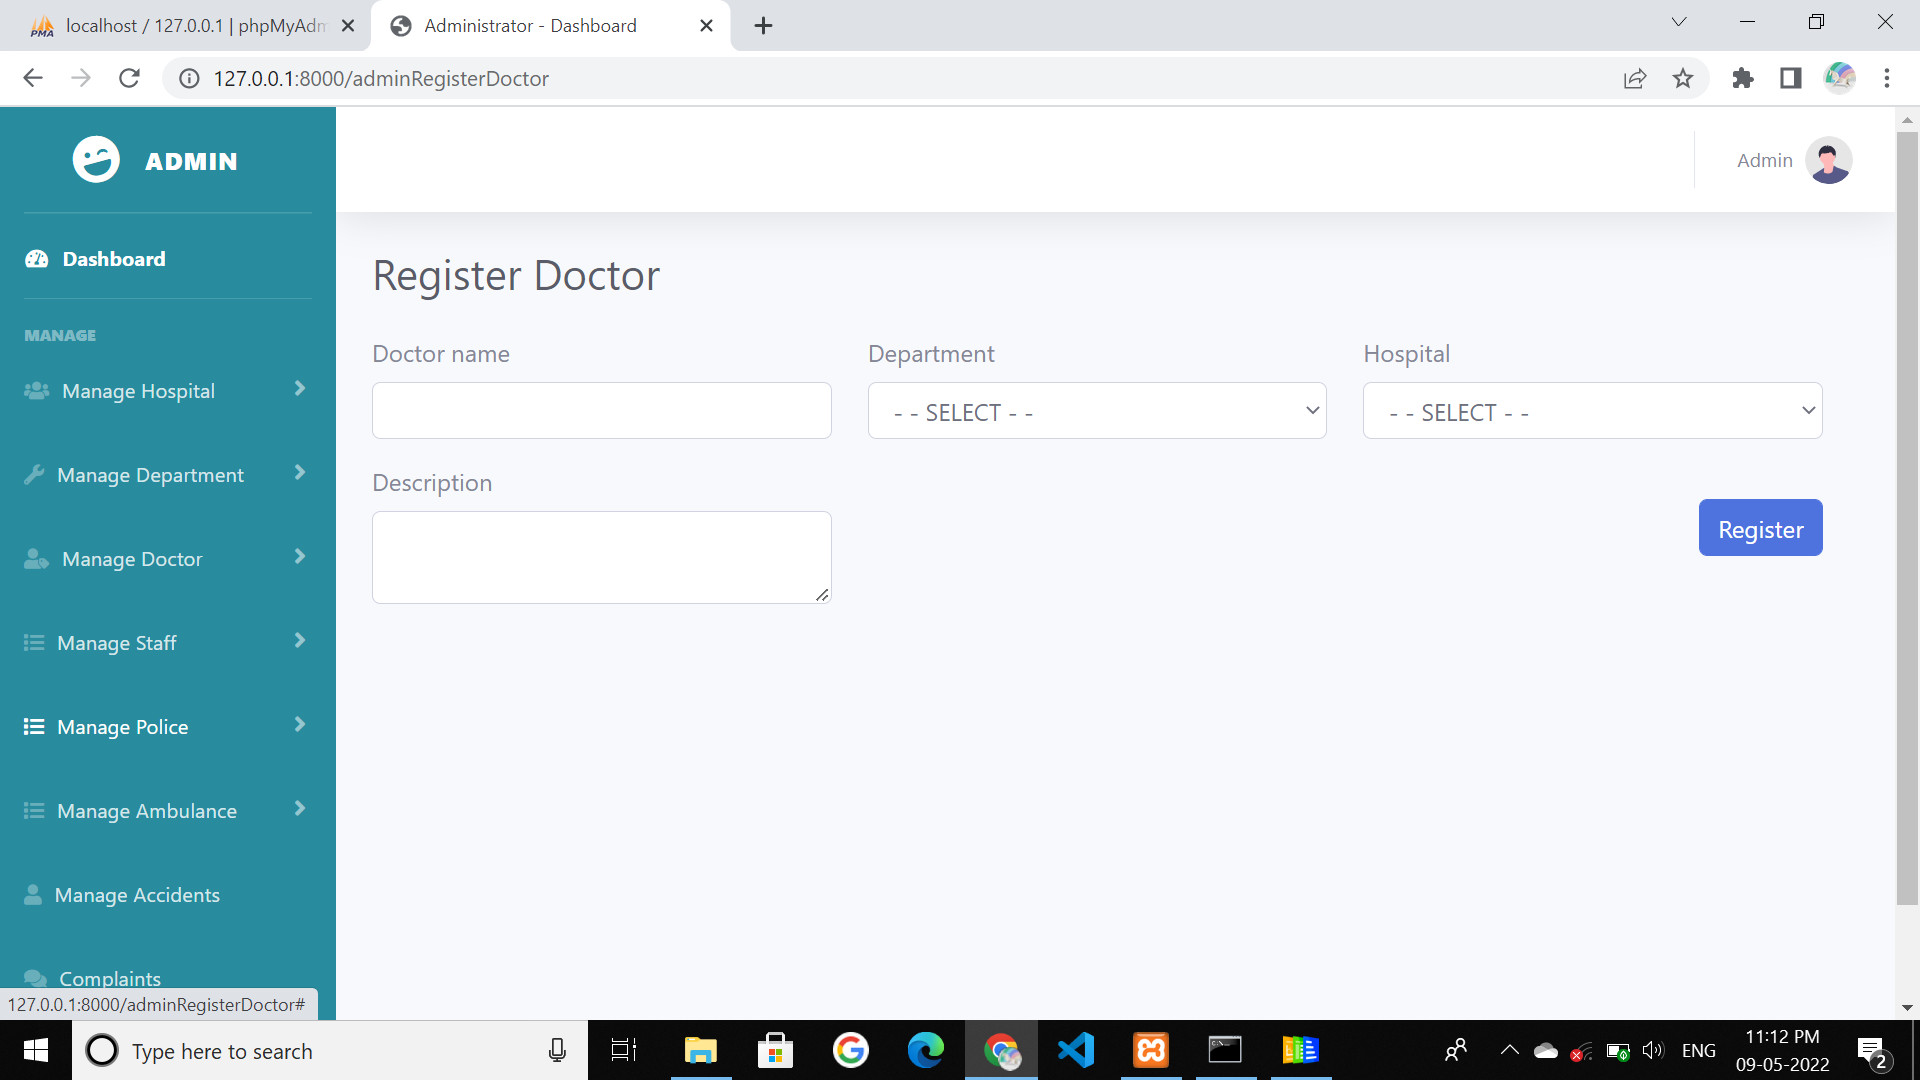 localhost / 127.0.0.1 | phpMyAdm
Administrator - Dashboard
127.0.0.1:8000/adminRegisterDoctor
ADMIN
Admin
Dashboard
MANAGE
Manage Hospital
Manage Department
Manage Doctor
Manage Staff
Manage Police
Manage Ambulance
Manage Accidents
Complaints
Register Doctor
Doctor name
Department
Hospital
- - SELECT - -
- - SELECT - -
Description
Register
127.0.0.1:8000/adminRegisterDoctor#
Type here to search
ENG
11:12 PM
09-05-2022
2